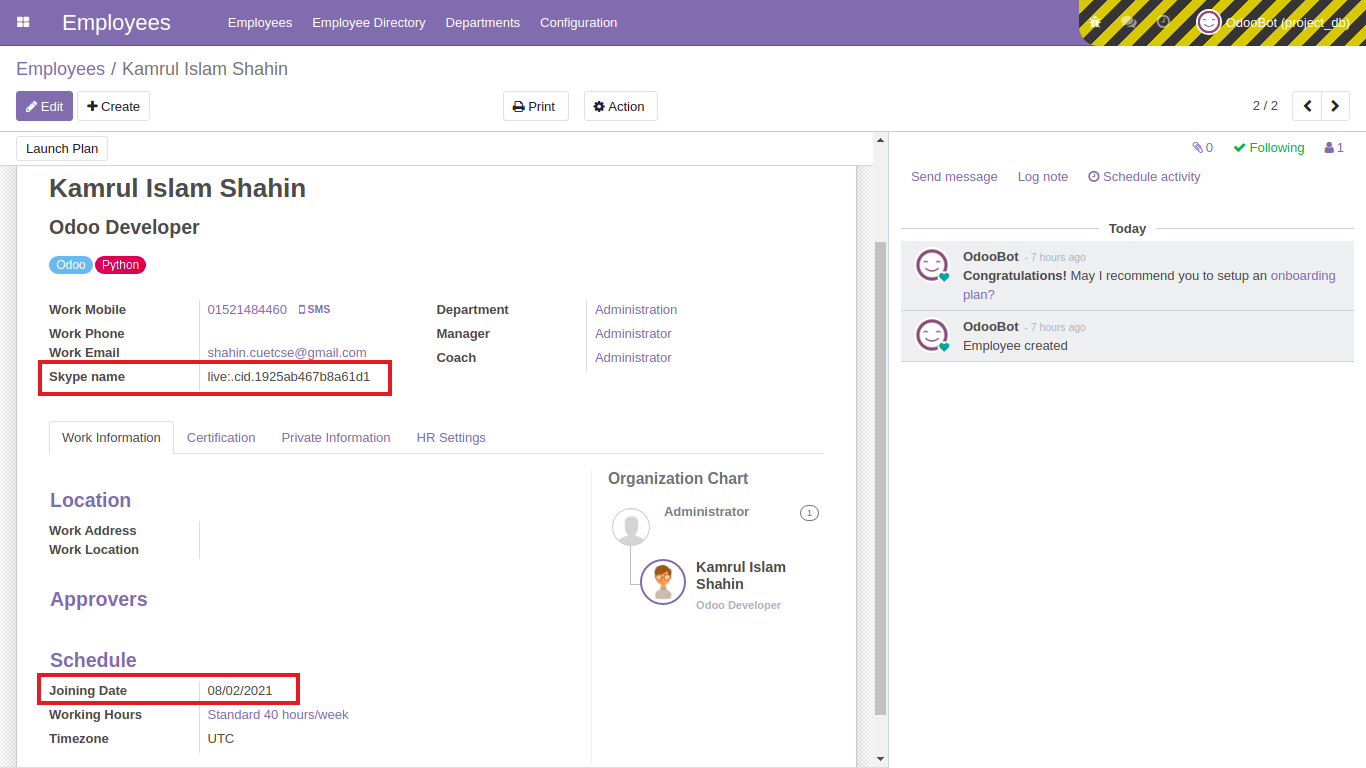 Employees Employees Employee Directory Departments Configuration OdooBot (project_db)
Employees / Kamrul Islam Shahin
Edit Create Print Action 2 / 2
Launch Plan
0 Following 1
Send message Log note Schedule activity
Kamrul Islam Shahin
Odoo Developer
Odoo Python
Work Mobile 01521484460 SMS
Work Phone
Work Email shahin.cuetcse@gmail.com
Skype name live:.cid.1925ab467b8a61d1
Department Administration
Manager Administrator
Coach Administrator
Work Information Certification Private Information HR Settings
Location
Work Address
Work Location
Approvers
Schedule
Joining Date 08/02/2021
Working Hours Standard 40 hours/week
Timezone UTC
Organization Chart
Administrator 1
Kamrul Islam
Shahin
Odoo Developer
Today
OdooBot - 7 hours ago
Congratulations! May I recommend you to setup an onboarding
plan?
OdooBot - 7 hours ago
Employee created